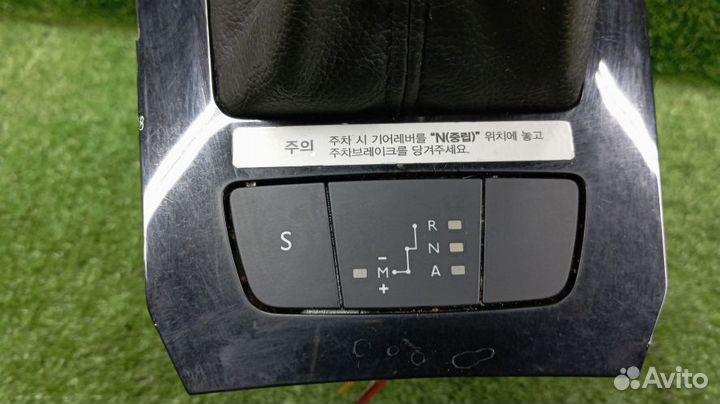 주의
주차 시 기어레버를 “N(중립)” 위치에 놓고
주차브레이크를 당겨주세요.
S
R
N
− M +
A
Avito